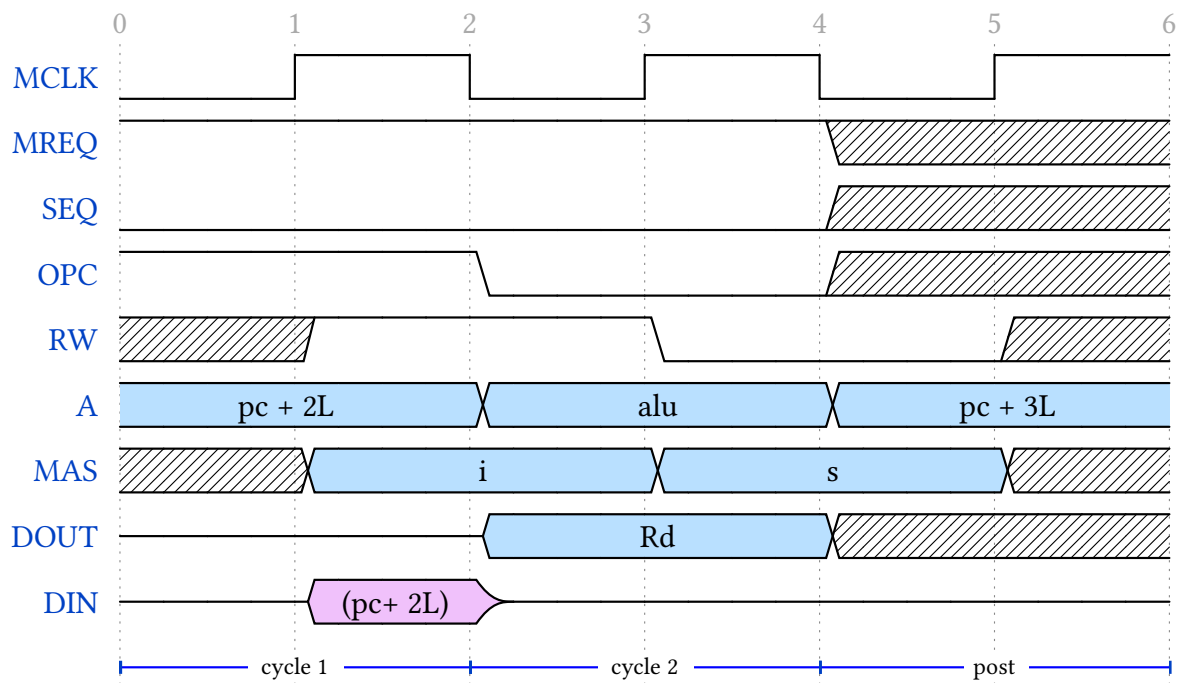 0 1 2 3 4 5 6
MCLK
MREQ
SEQ
OPC
RW
A pc + 2L alu pc + 3L
MAS i s
DOUT Rd
DIN (pc+ 2L)
cycle 1 cycle 2 post